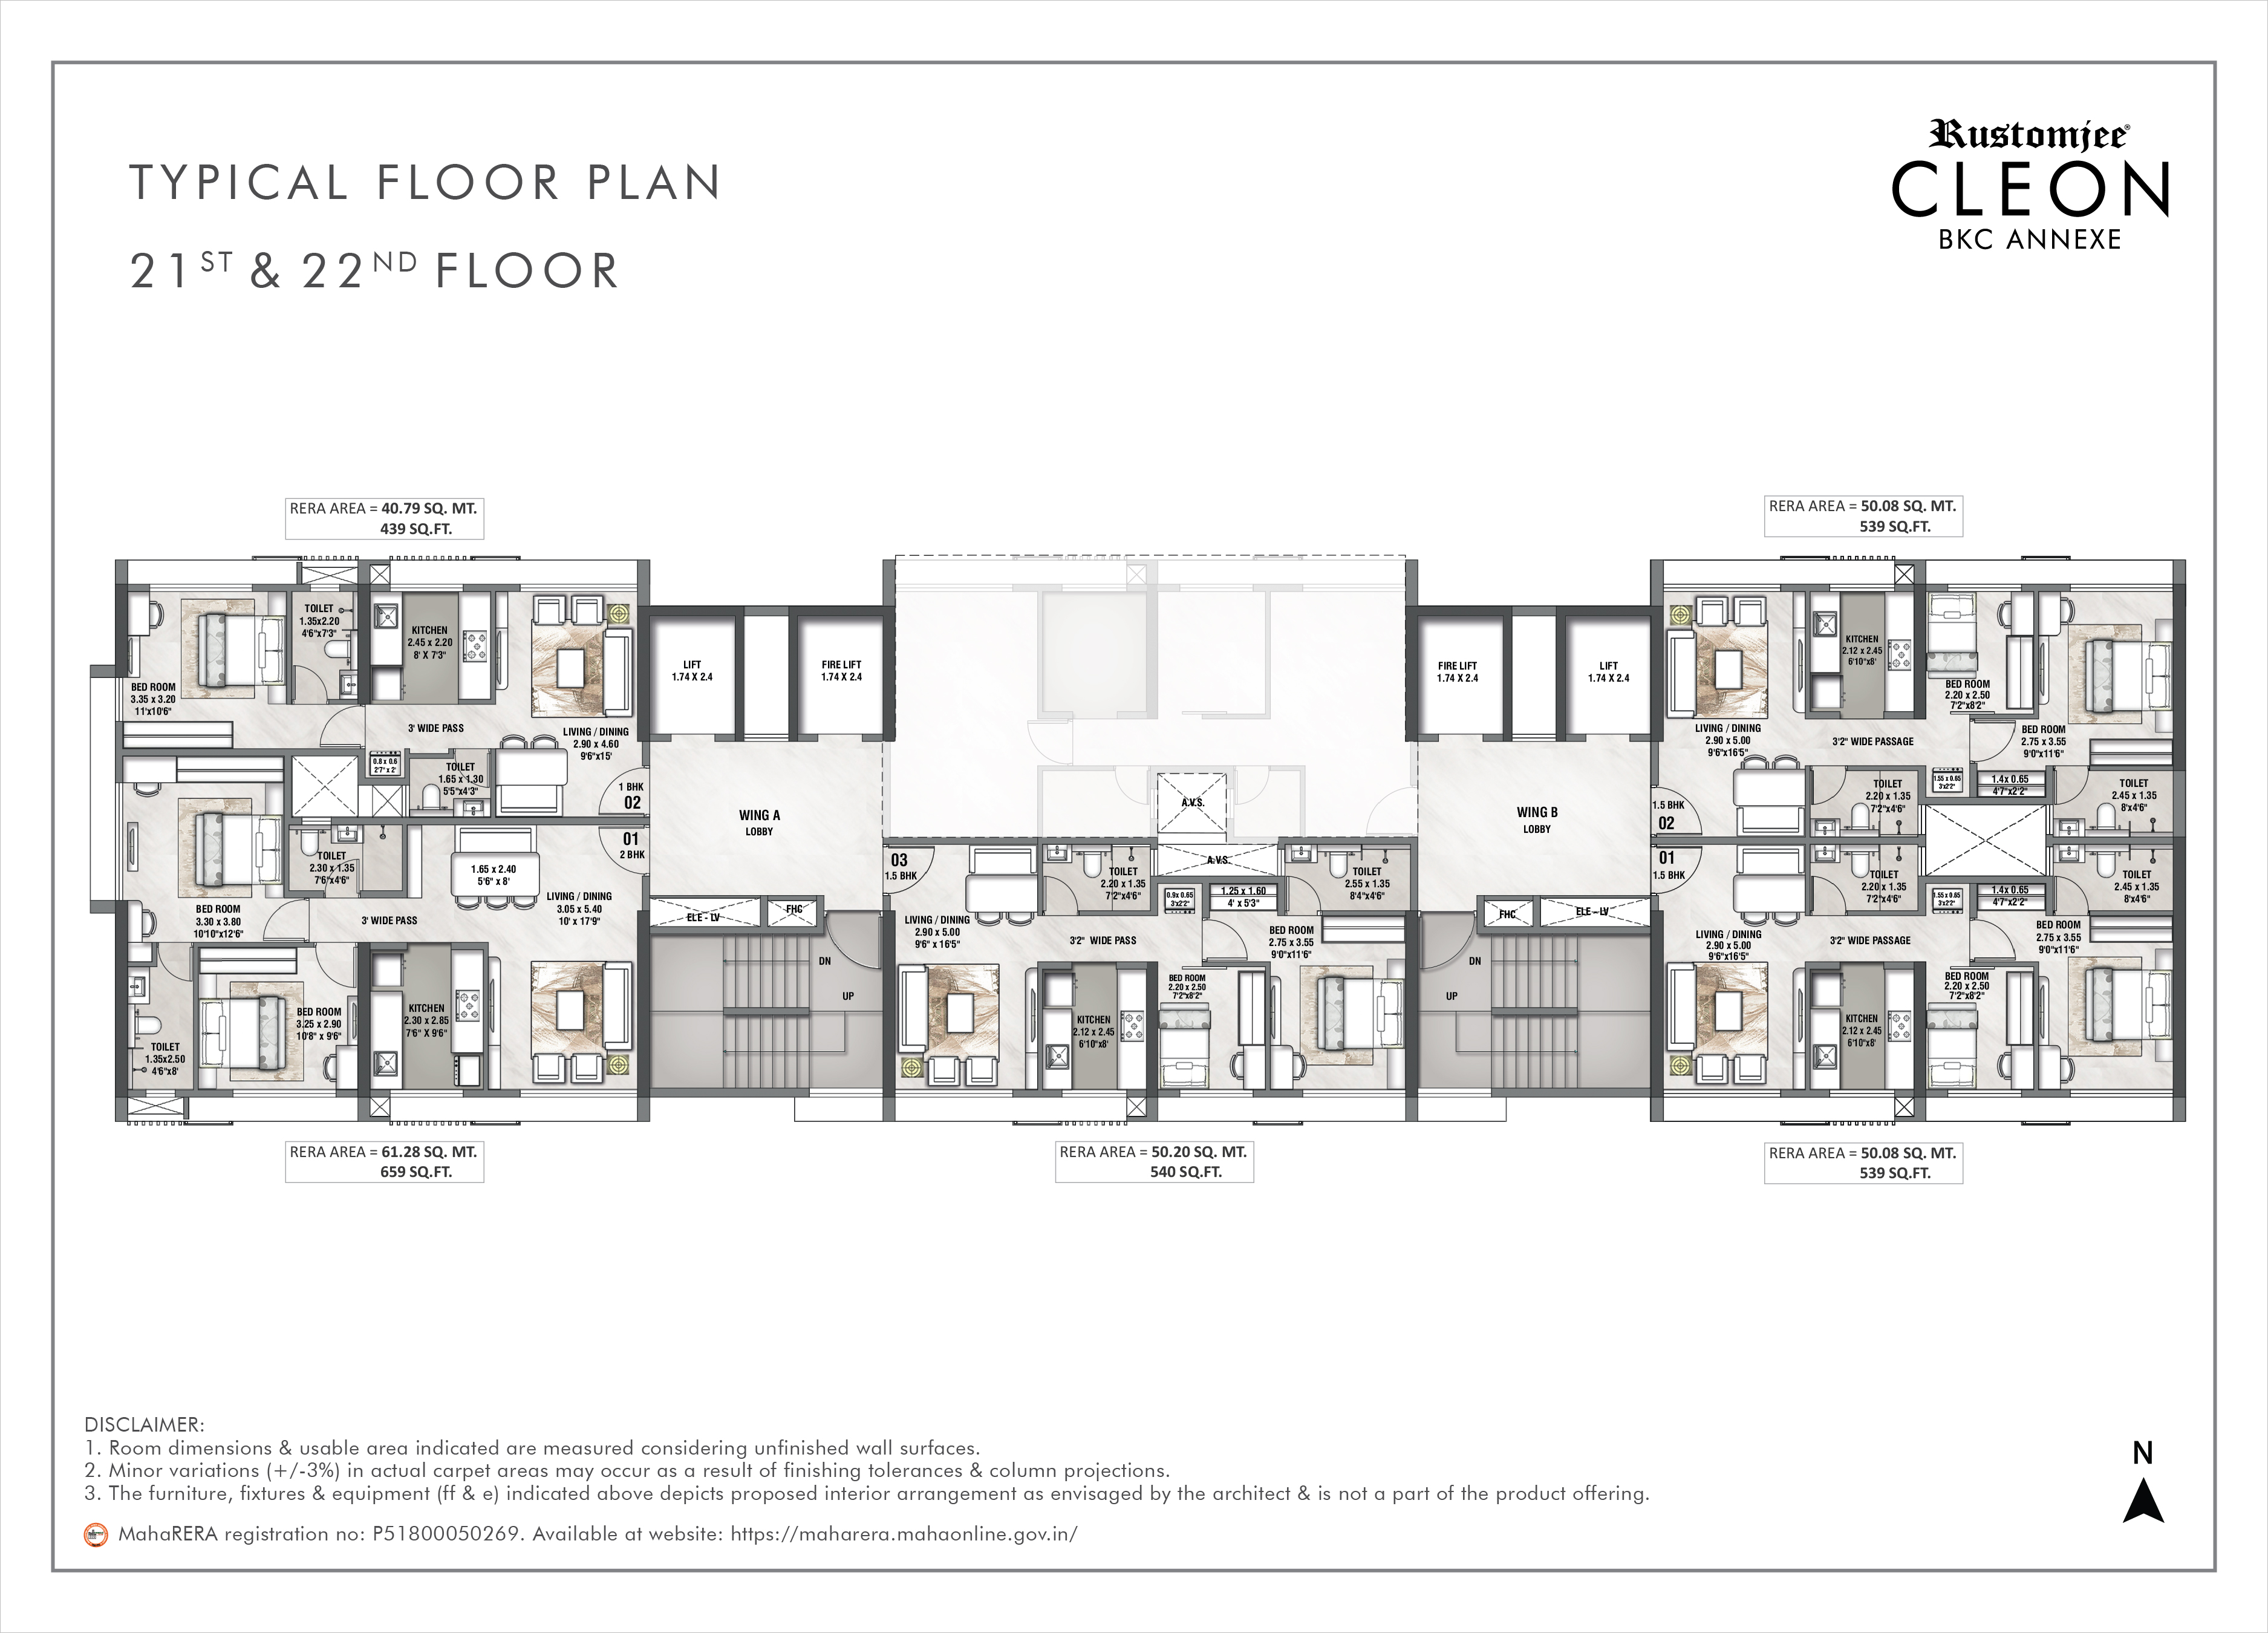 TYPICAL FLOOR PLAN
21ST & 22ND FLOOR
Rustomjee®
CLEON
BKC ANNEXE
RERA AREA = 40.79 SQ. MT.
439 SQ.FT.
RERA AREA = 50.08 SQ. MT.
539 SQ.FT.
BED ROOM
3.35 x 3.20
11'x10'6"
TOILET
1.35x2.20
4'6"x7'3"
KITCHEN
2.45 x 2.20
8' X 7'3"
3' WIDE PASS
0.8 x 0.6
2'7" x 2'
TOILET
1.65 x 1.30
5'5"x4'3"
LIVING / DINING
2.90 x 4.60
9'6"x15'
1 BHK
02
01
2 BHK
BED ROOM
3.30 x 3.80
10'10"x12'6"
TOILET
2.30 x 1.35
7'6"x4'6"
1.65 x 2.40
5'6" x 8'
LIVING / DINING
3.05 x 5.40
10' x 17'9"
3' WIDE PASS
TOILET
1.35x2.50
4'6"x8'
BED ROOM
3.25 x 2.90
10'8" x 9'6"
KITCHEN
2.30 x 2.85
7'6" X 9'6"
LIFT
1.74 X 2.4
FIRE LIFT
1.74 X 2.4
WING A
LOBBY
ELE - LV
FHC
DN
UP
A.V.S.
A.V.S.
03
1.5 BHK
LIVING / DINING
2.90 x 5.00
9'6" x 16'5"
TOILET
2.20 x 1.35
7'2"x4'6"
0.9x 0.65
3'x2'2"
1.25 x 1.60
4' x 5'3"
TOILET
2.55 x 1.35
8'4"x4'6"
3'2" WIDE PASS
KITCHEN
2.12 x 2.45
6'10"x8'
BED ROOM
2.20 x 2.50
7'2"x8'2"
BED ROOM
2.75 x 3.55
9'0"x11'6"
FIRE LIFT
1.74 X 2.4
LIFT
1.74 X 2.4
WING B
LOBBY
FHC
ELE - LV
DN
UP
LIVING / DINING
2.90 x 5.00
9'6"x16'5"
KITCHEN
2.12 x 2.45
6'10"x8'
BED ROOM
2.20 x 2.50
7'2"x8'2"
BED ROOM
2.75 x 3.55
9'0"x11'6"
3'2" WIDE PASSAGE
1.5 BHK
02
TOILET
2.20 x 1.35
7'2"x4'6"
1.55 x 0.65
3'x2'2"
1.4x 0.65
4'7"x2'2"
TOILET
2.45 x 1.35
8'x4'6"
01
1.5 BHK
TOILET
2.20 x 1.35
7'2"x4'6"
1.55 x 0.65
3'x2'2"
1.4x 0.65
4'7"x2'2"
TOILET
2.45 x 1.35
8'x4'6"
LIVING / DINING
2.90 x 5.00
9'6"x16'5"
3'2" WIDE PASSAGE
KITCHEN
2.12 x 2.45
6'10"x8'
BED ROOM
2.20 x 2.50
7'2"x8'2"
BED ROOM
2.75 x 3.55
9'0"x11'6"
RERA AREA = 61.28 SQ. MT.
659 SQ.FT.
RERA AREA = 50.20 SQ. MT.
540 SQ.FT.
RERA AREA = 50.08 SQ. MT.
539 SQ.FT.
DISCLAIMER:
1. Room dimensions & usable area indicated are measured considering unfinished wall surfaces.
2. Minor variations (+/-3%) in actual carpet areas may occur as a result of finishing tolerances & column projections.
3. The furniture, fixtures & equipment (ff & e) indicated above depicts proposed interior arrangement as envisaged by the architect & is not a part of the product offering.
MahaRERA registration no: P51800050269. Available at website: https://maharera.mahaonline.gov.in/
N